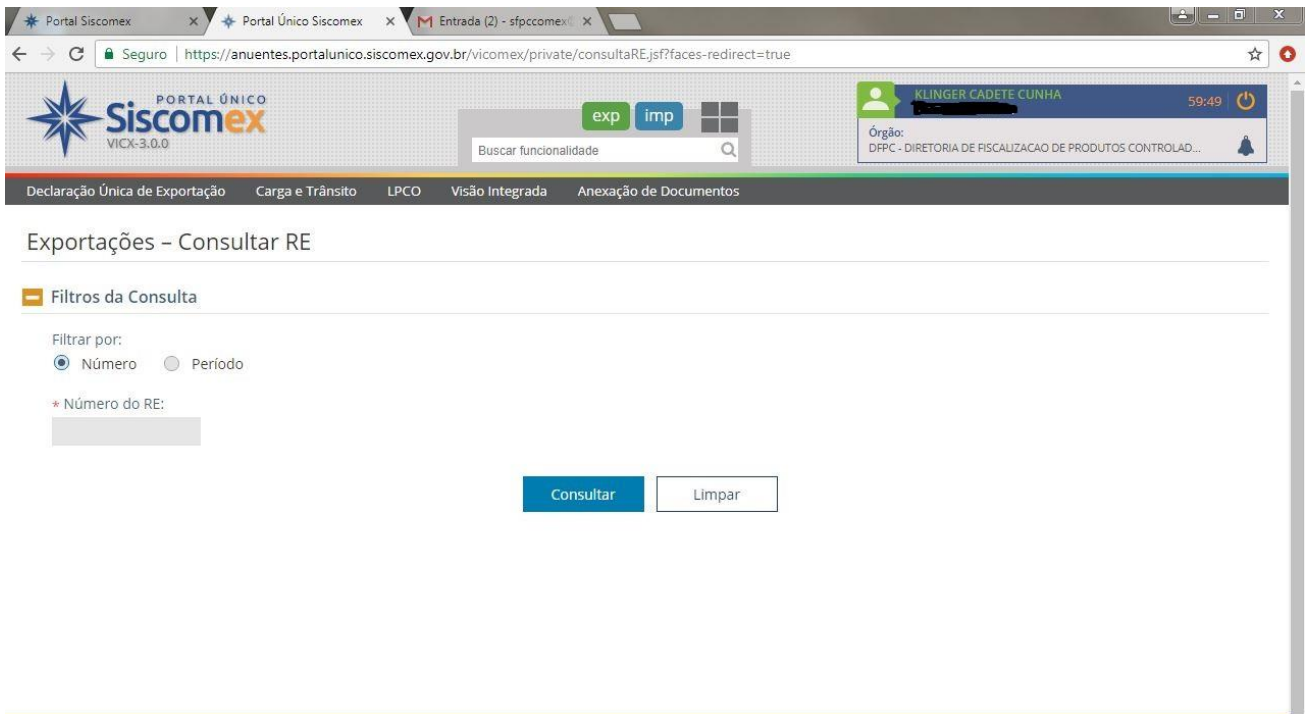 Portal Siscomex
Portal Único Siscomex
Entrada (2) - sfpccomex
Seguro | https://anuentes.portalunico.siscomex.gov.br/vicomex/private/consultaRE.jsf?faces-redirect=true
PORTAL ÚNICO
Siscomex
VICX-3.0.0
exp imp
Buscar funcionalidade
KLINGER CADETE CUNHA
59:49
Órgão:
DFPC - DIRETORIA DE FISCALIZACAO DE PRODUTOS CONTROLAD...
Declaração Única de Exportação Carga e Trânsito LPCO Visão Integrada Anexação de Documentos
Exportações – Consultar RE
Filtros da Consulta
Filtrar por:
Número Período
* Número do RE:
Consultar Limpar